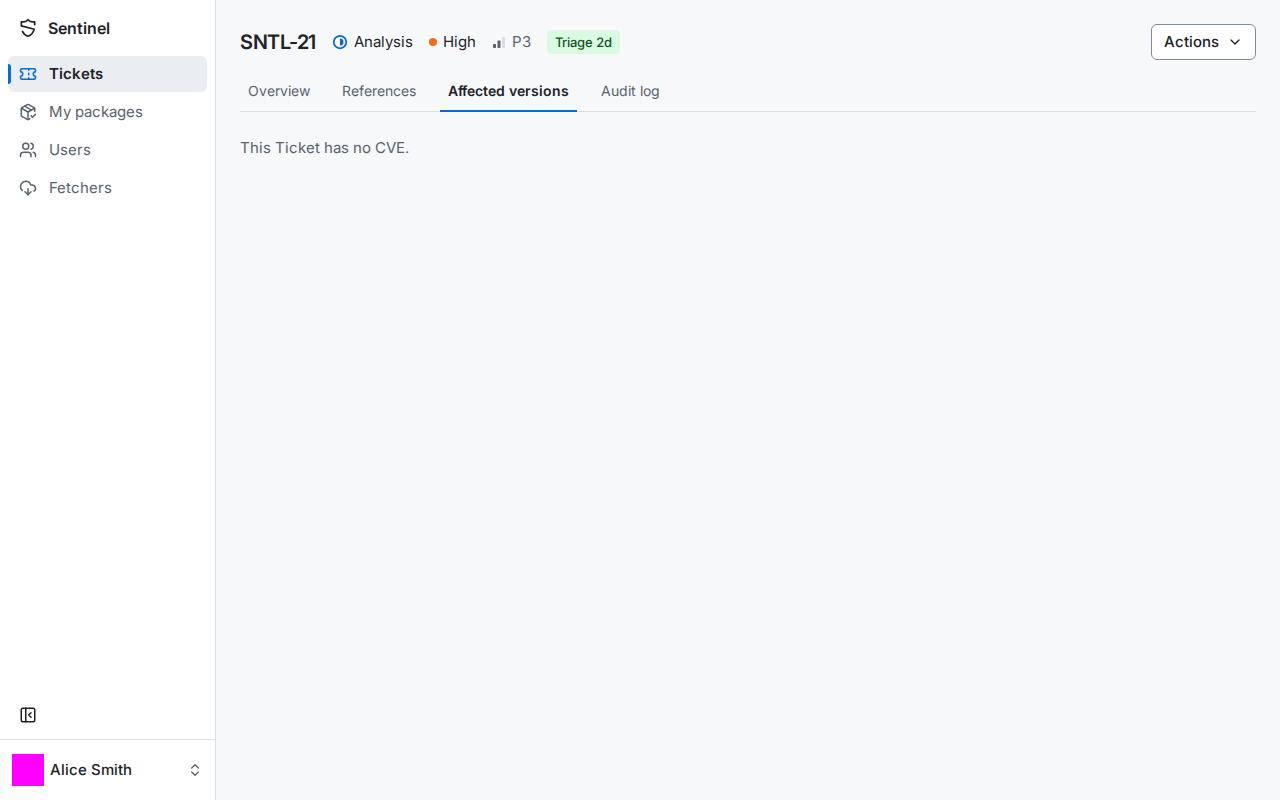 Sentinel
Tickets
My packages
Users
Fetchers
Alice Smith
SNTL-21
Analysis
High
P3
Triage 2d
Actions
Overview
References
Affected versions
Audit log
This Ticket has no CVE.